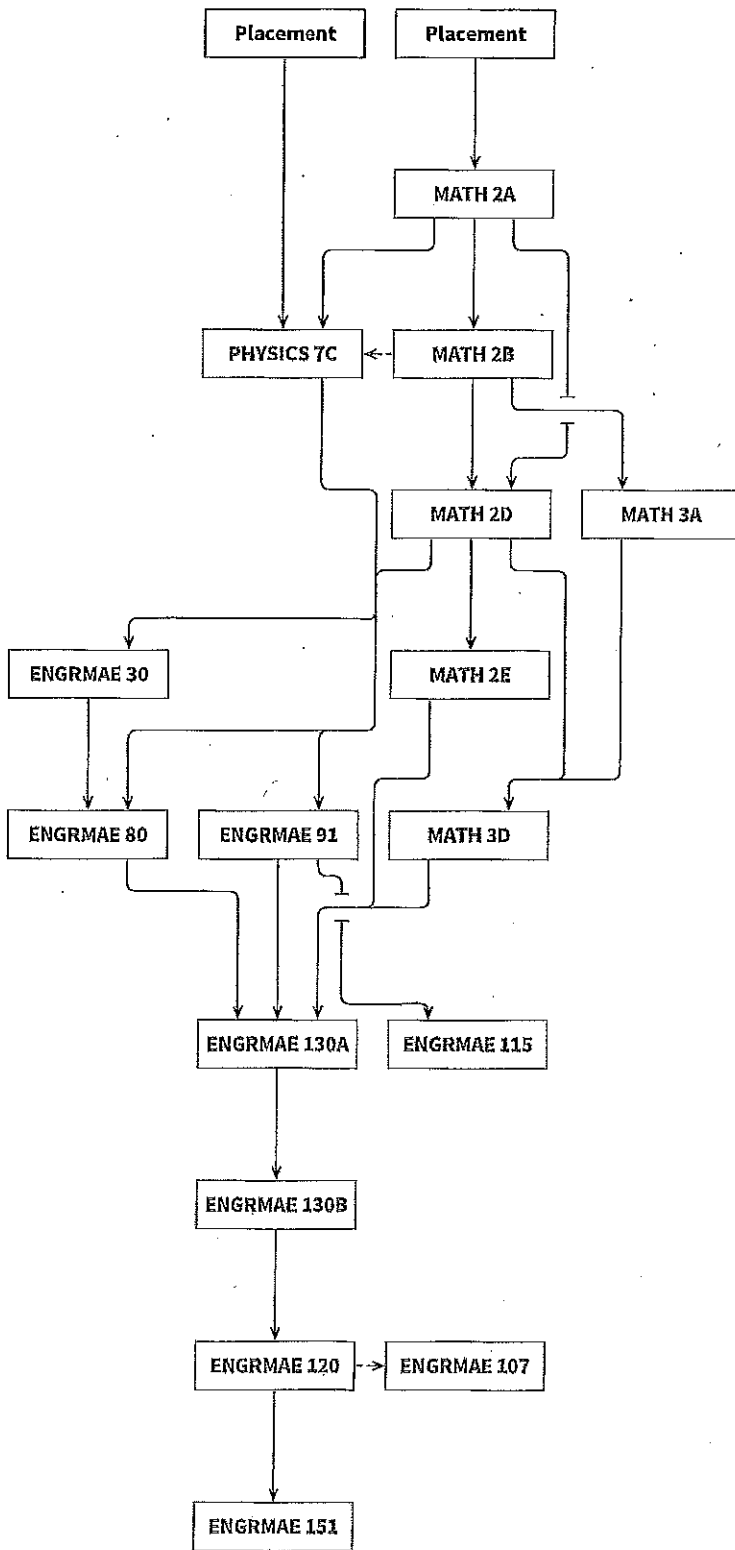 Placement
Placement
MATH 2A
PHYSICS 7C
MATH 2B
MATH 2D
MATH 3A
ENGRMAE 30
MATH 2E
ENGRMAE 80
ENGRMAE 91
MATH 3D
ENGRMAE 130A
ENGRMAE 115
ENGRMAE 130B
ENGRMAE 120
ENGRMAE 107
ENGRMAE 151